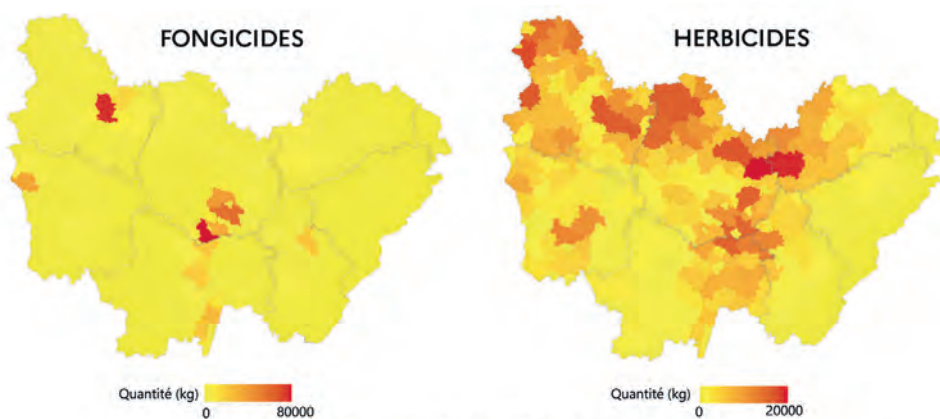 FONGICIDES
HERBICIDES
Quantité (kg)
0
80000
Quantité (kg)
0
20000